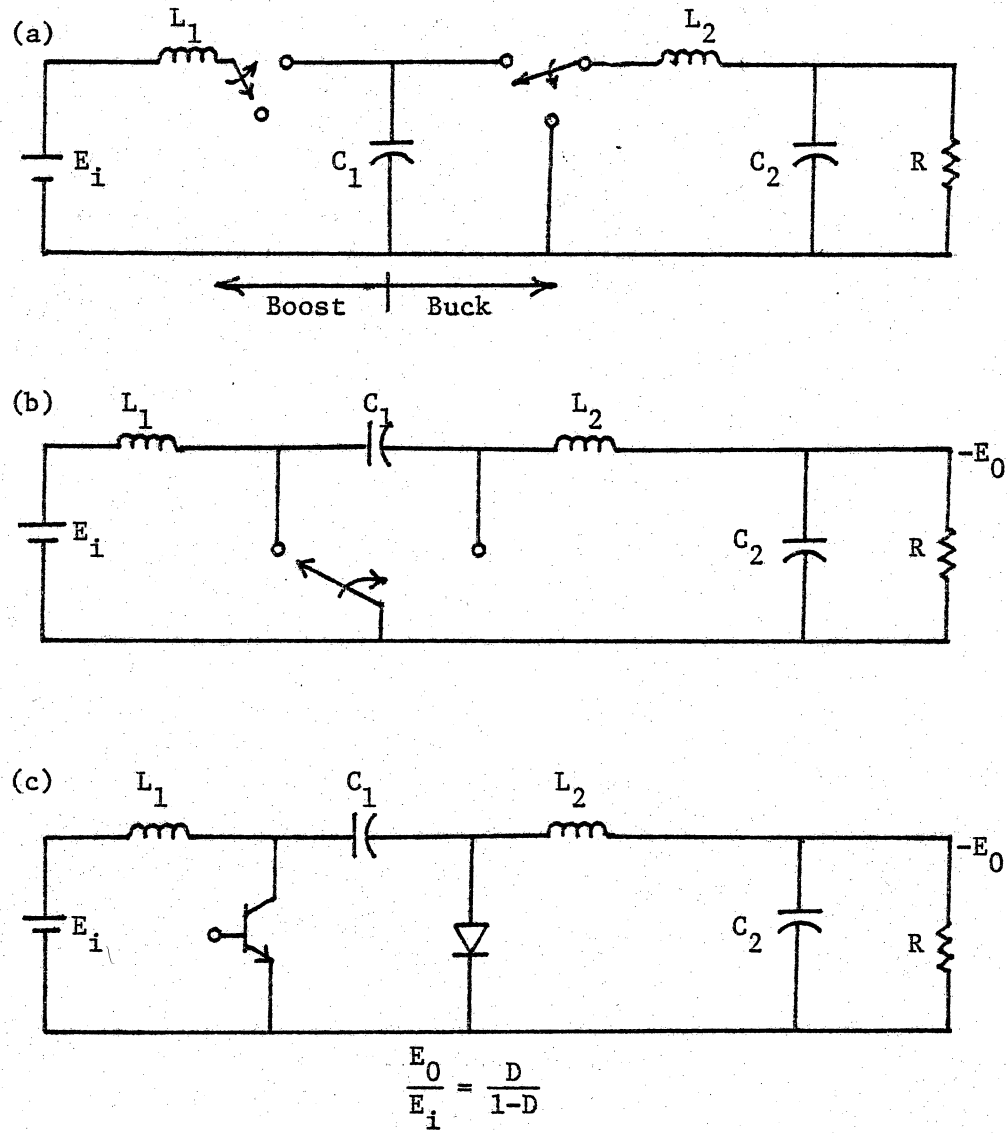 (a)
L1
L2
Ei
C1
C2
R
Boost
Buck
(b)
L1
C1
L2
-E0
Ei
C2
R
(c)
L1
C1
L2
-E0
Ei
C2
R
E0/Ei = D/1-D